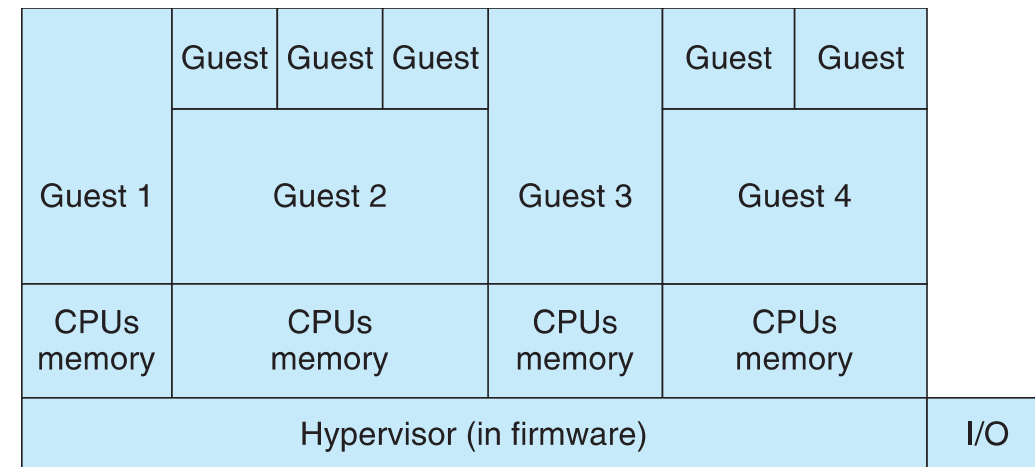 Guest Guest Guest Guest Guest
Guest 1 Guest 2 Guest 3 Guest 4
CPUs CPUs CPUs CPUs
memory memory memory memory
Hypervisor (in firmware) I/O